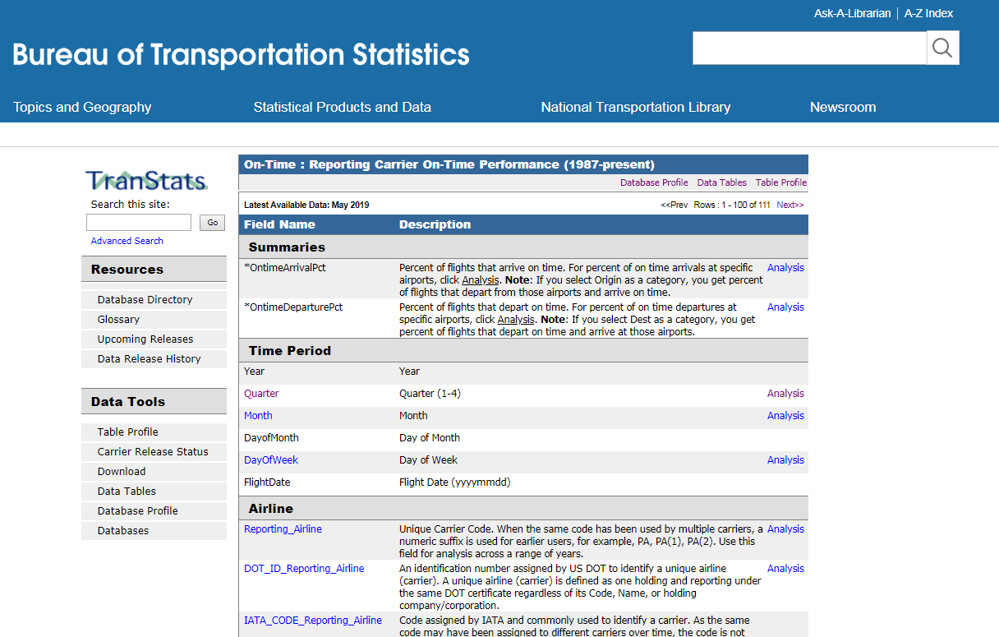 Ask-A-Librarian | A-Z Index
Bureau of Transportation Statistics
Topics and Geography Statistical Products and Data National Transportation Library Newsroom
TranStats
Search this site:
Go
Advanced Search
Resources
Database Directory
Glossary
Upcoming Releases
Data Release History
Data Tools
Table Profile
Carrier Release Status
Download
Data Tables
Database Profile
Databases
On-Time : Reporting Carrier On-Time Performance (1987-present)
Database Profile Data Tables Table Profile
Latest Available Data: May 2019 <<Prev Rows : 1 - 100 of 111 Next>>
Field Name Description
Summaries
*OntimeArrivalPct Percent of flights that arrive on time. For percent of on time arrivals at specific Analysis
airports, click Analysis. Note: If you select Origin as a category, you get percent
of flights that depart from those airports and arrive on time.
*OntimeDeparturePct Percent of flights that depart on time. For percent of on time departures at Analysis
specific airports, click Analysis. Note: If you select Dest as a category, you get
percent of flights that depart on time and arrive at those airports.
Time Period
Year Year
Quarter Quarter (1-4) Analysis
Month Month Analysis
DayofMonth Day of Month
DayOfWeek Day of Week Analysis
FlightDate Flight Date (yyyymmdd)
Airline
Reporting_Airline Unique Carrier Code. When the same code has been used by multiple carriers, a Analysis
numeric suffix is used for earlier users, for example, PA, PA(1), PA(2). Use this
field for analysis across a range of years.
DOT_ID_Reporting_Airline An identification number assigned by US DOT to identify a unique airline Analysis
(carrier). A unique airline (carrier) is defined as one holding and reporting under
the same DOT certificate regardless of its Code, Name, or holding
company/corporation.
IATA_CODE_Reporting_Airline Code assigned by IATA and commonly used to identify a carrier. As the same
code may have been assigned to different carriers over time, the code is not